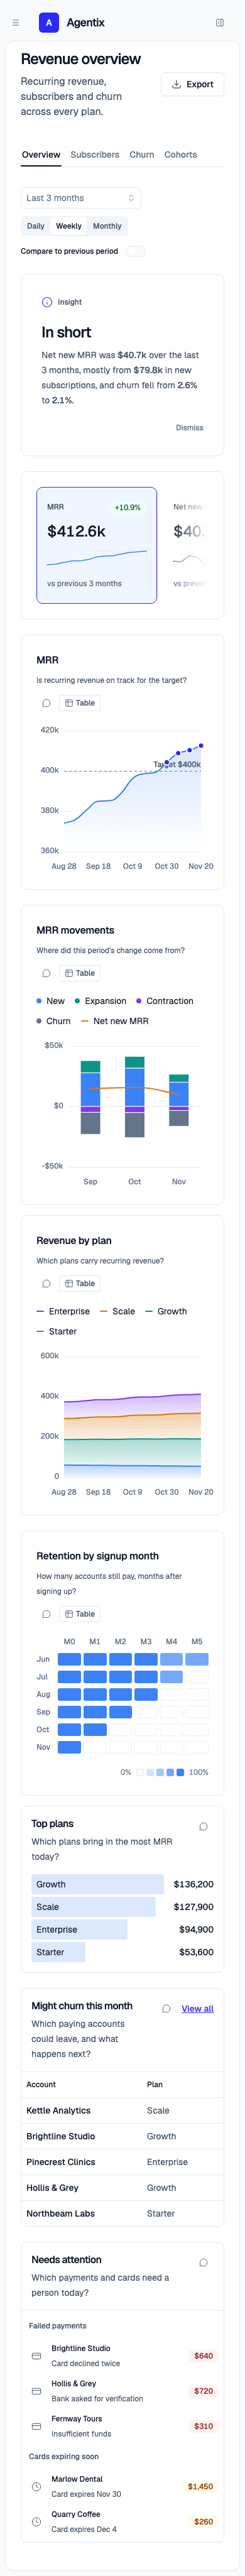 A Agentix
Revenue overview
Recurring revenue,
subscribers and churn
across every plan.
Export
Overview Subscribers Churn Cohorts
Last 3 months
Daily Weekly Monthly
Compare to previous period
Insight
In short
Net new MRR was $40.7k over the last
3 months, mostly from $79.8k in new
subscriptions, and churn fell from 2.6%
to 2.1%.
Dismiss
MRR +10.9%
$412.6k
vs previous 3 months
Net new
$40.
vs previo
MRR
Is recurring revenue on track for the target?
Table
420k
400k
380k
360k
Target $400k
Aug 28 Sep 18 Oct 9 Oct 30 Nov 20
MRR movements
Where did this period's change come from?
Table
New Expansion Contraction
Churn Net new MRR
$50k
$0
-$50k
Sep Oct Nov
Revenue by plan
Which plans carry recurring revenue?
Table
Enterprise Scale Growth
Starter
600k
400k
200k
0
Aug 28 Sep 18 Oct 9 Oct 30 Nov 20
Retention by signup month
How many accounts still pay, months after
signing up?
Table
M0 M1 M2 M3 M4 M5
Jun
Jul
Aug
Sep
Oct
Nov
0% 100%
Top plans
Which plans bring in the most MRR
today?
Growth $136,200
Scale $127,900
Enterprise $94,900
Starter $53,600
Might churn this month View all
Which paying accounts
could leave, and what
happens next?
Account Plan
Kettle Analytics Scale
Brightline Studio Growth
Pinecrest Clinics Enterprise
Hollis & Grey Growth
Northbeam Labs Starter
Needs attention
Which payments and cards need a
person today?
Failed payments
Brightline Studio
Card declined twice
$640
Hollis & Grey
Bank asked for verification
$720
Fernway Tours
Insufficient funds
$310
Cards expiring soon
Marlow Dental
Card expires Nov 30
$1,450
Quarry Coffee
Card expires Dec 4
$260